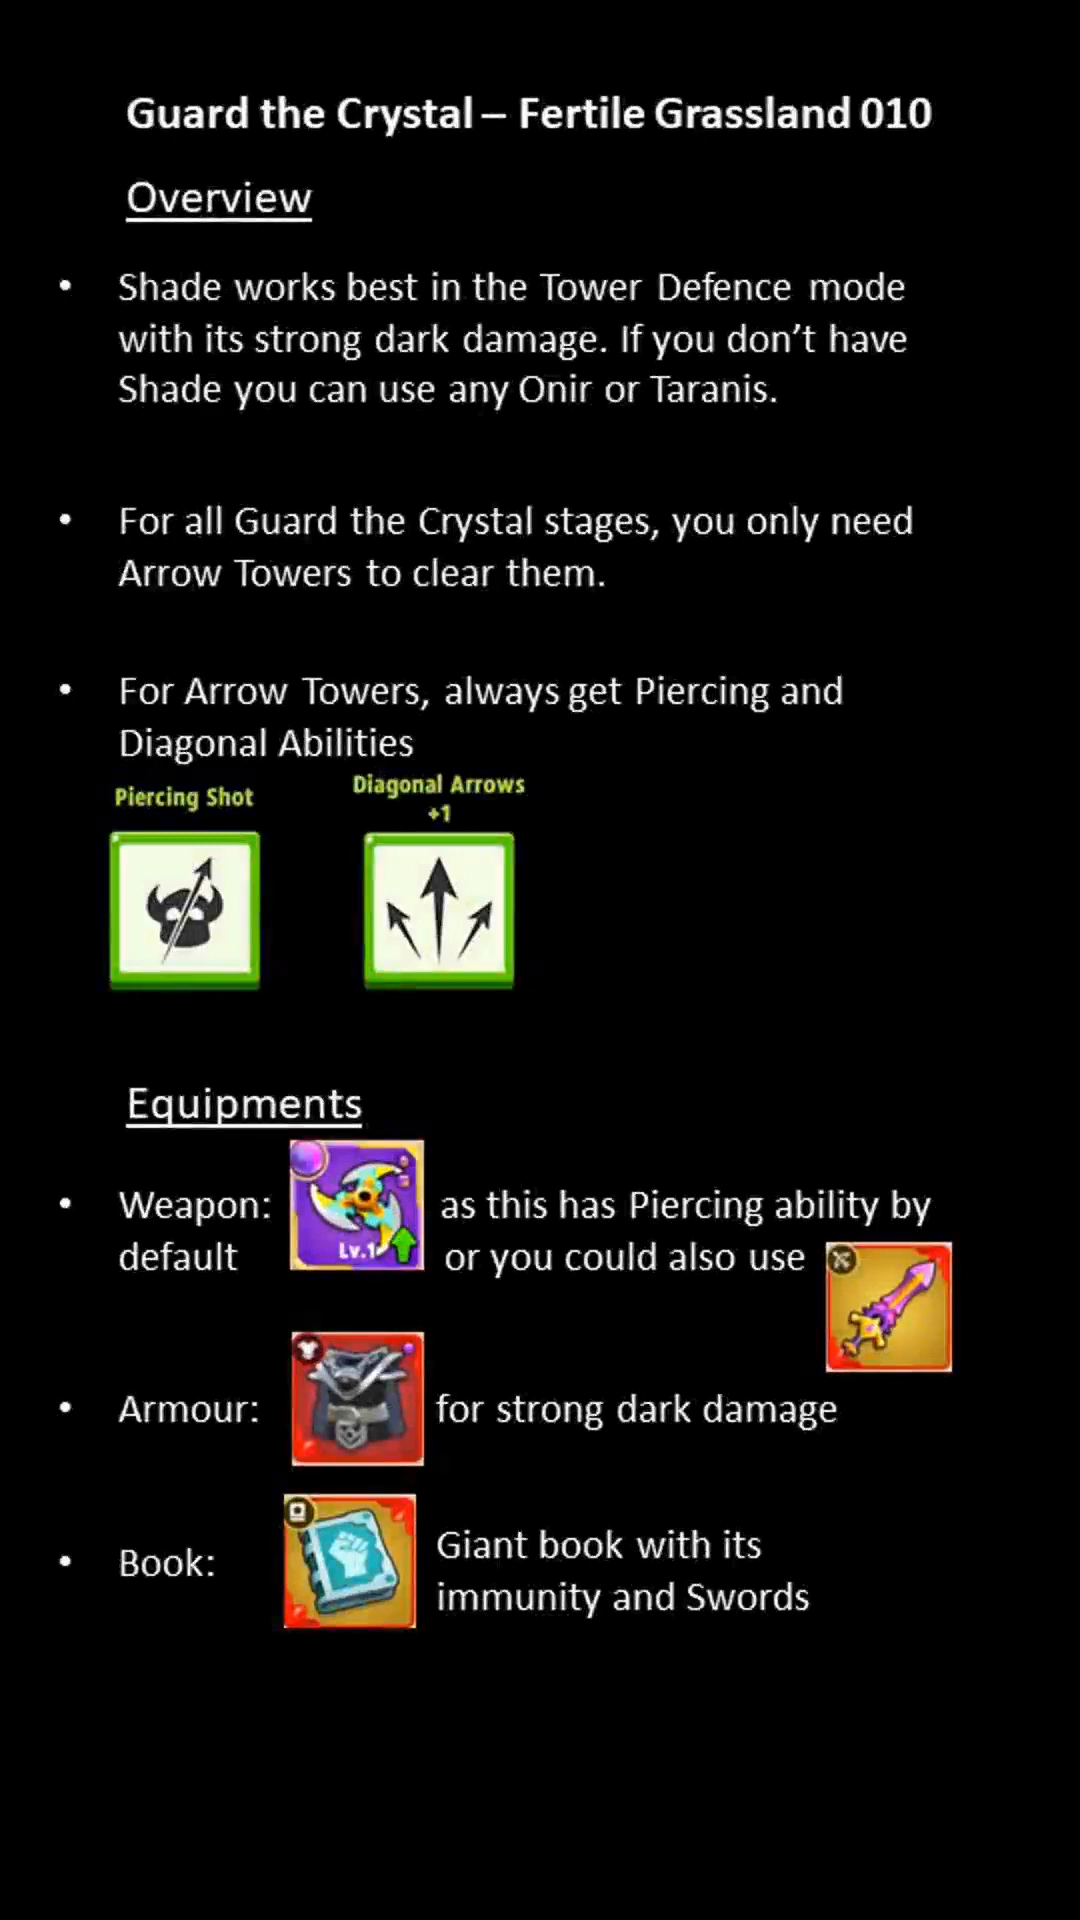 Guard the Crystal – Fertile Grassland 010
Overview
• Shade works best in the Tower Defence mode
with its strong dark damage. If you don’t have
Shade you can use any Onir or Taranis.
• For all Guard the Crystal stages, you only need
Arrow Towers to clear them.
• For Arrow Towers, always get Piercing and
Diagonal Abilities
Piercing Shot
Diagonal Arrows
+1
Equipments
• Weapon: as this has Piercing ability by
default or you could also use
Lv.1
• Armour: for strong dark damage
• Book: Giant book with its
immunity and Swords